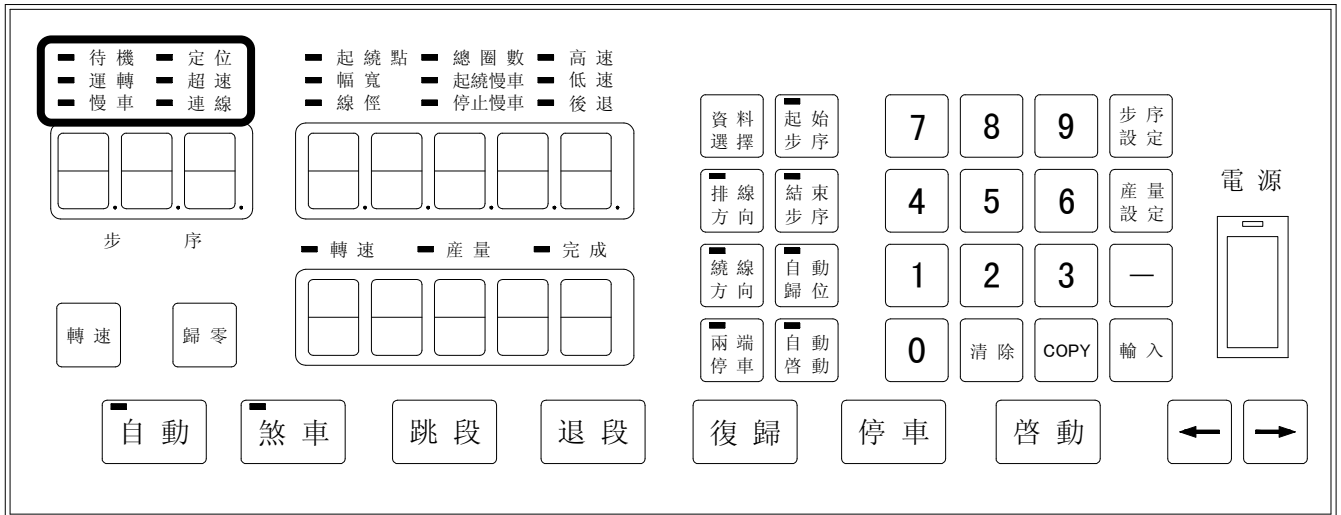 待機 定位
運轉 超速
慢車 連線
起繞點 總圈數 高速
幅寬 起繞慢車 低速
線徑 停止慢車 後退
步序
轉速 產量 完成
轉速 歸零
資料選擇 起始步序
排線方向 結束步序
繞線方向 自動歸位
兩端停車 自動啓動
7 8 9 步序設定
4 5 6 產量設定
1 2 3 －
0 清除 COPY 輸入
電源
自動 煞車 跳段 退段 復歸 停車 啓動 ← →